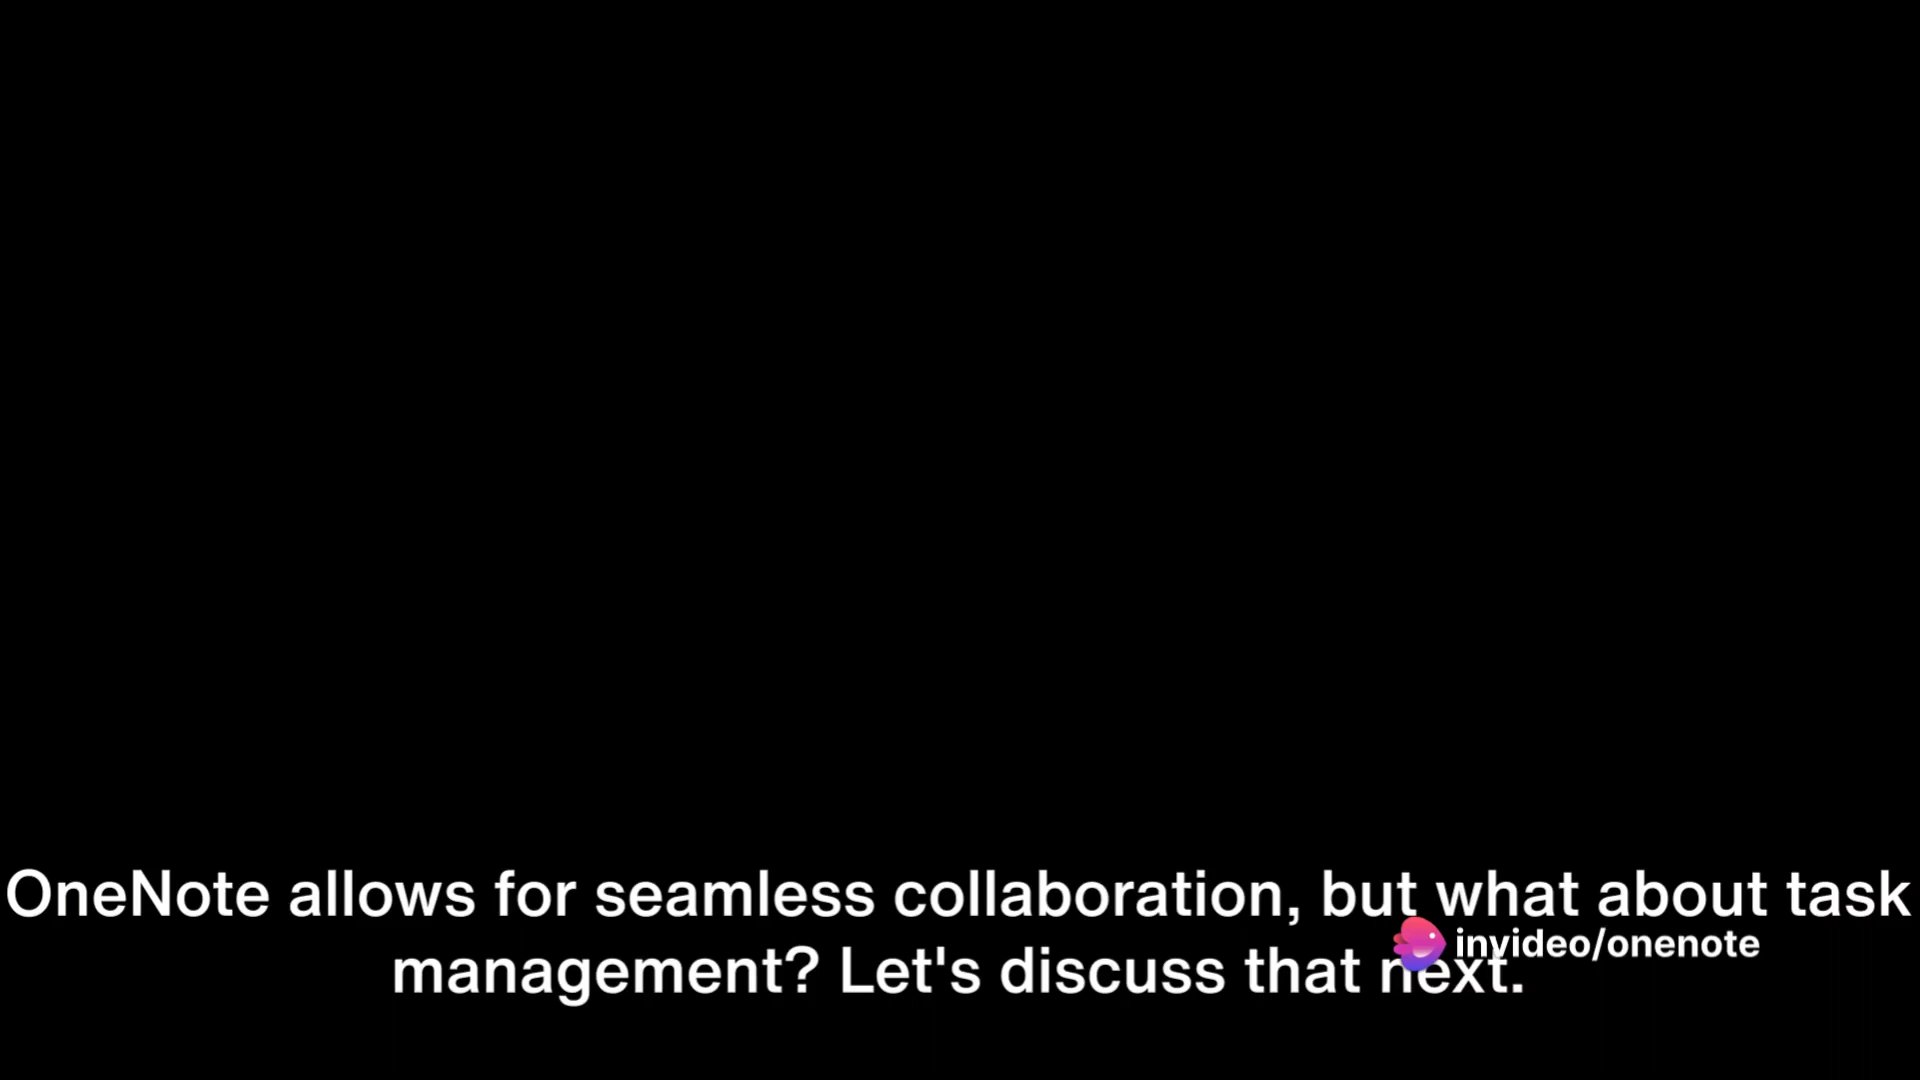 OneNote allows for seamless collaboration, but what about task
management? Let's discuss that next.
invideo/onenote